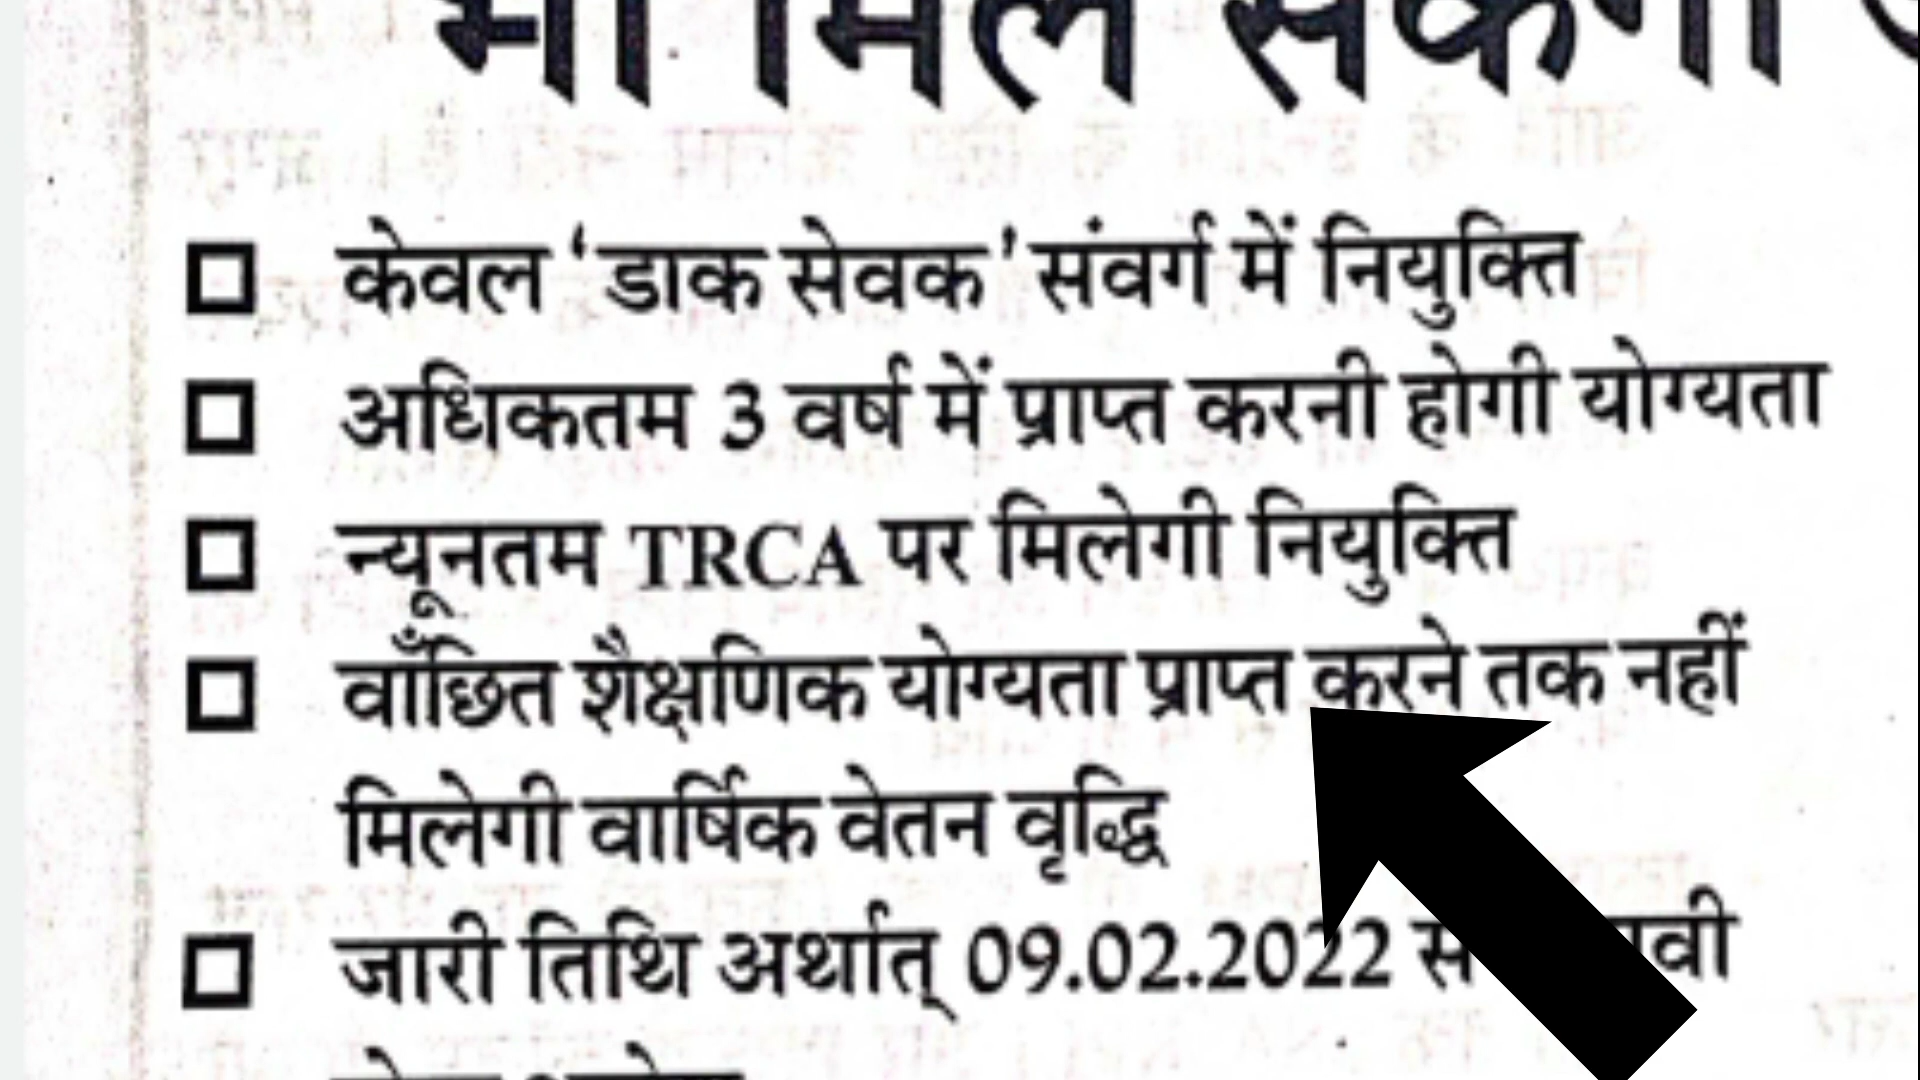 मिल
केवल ‘डाक सेवक’ संवर्ग में नियुक्ति
अधिकतम 3 वर्ष में प्राप्त करनी होगी योग्यता
न्यूनतम TRCA पर मिलेगी नियुक्ति
वाँछित शैक्षणिक योग्यता प्राप्त करने तक नहीं
मिलेगी वार्षिक वेतन वृद्धि
जारी तिथि अर्थात् 09.02.2022